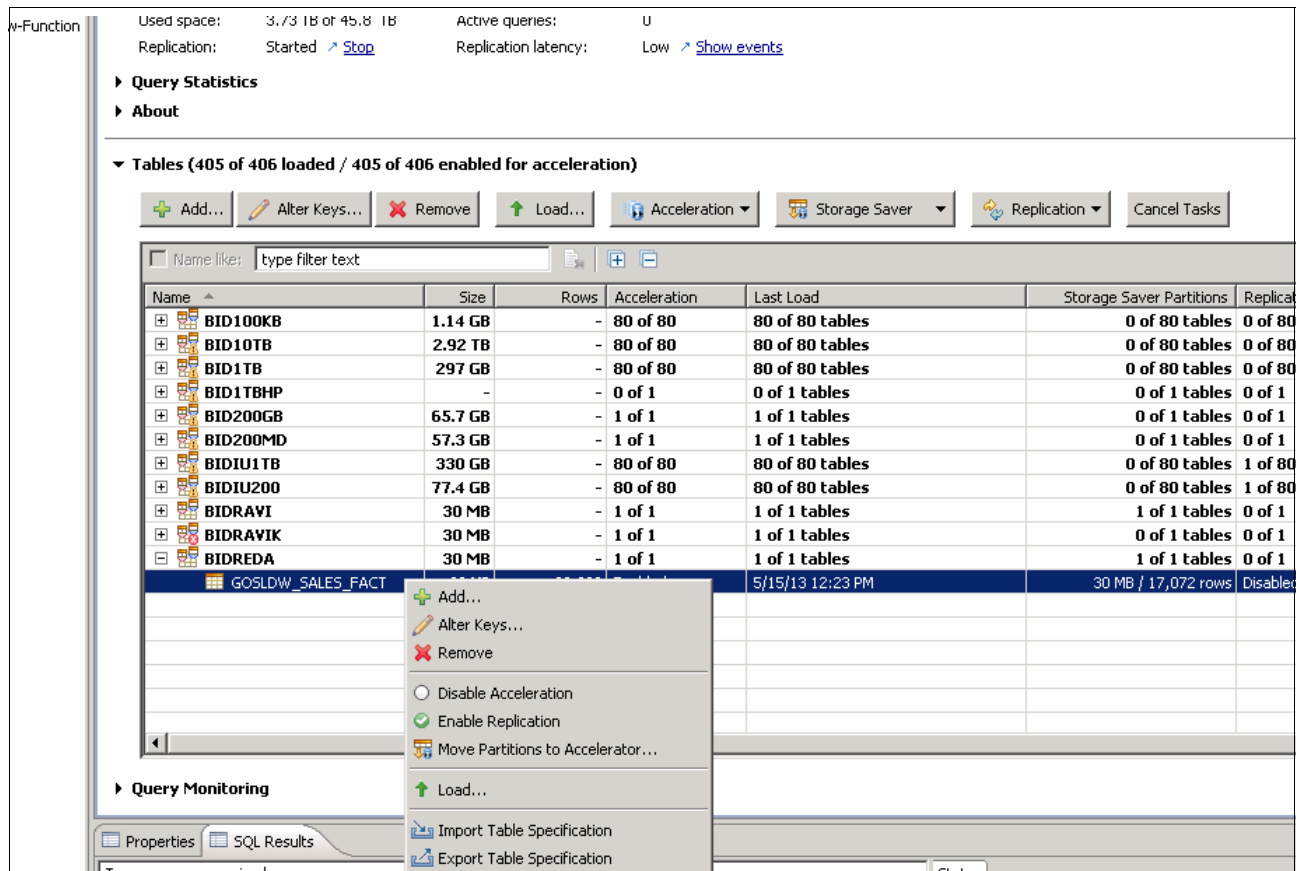 w-Function
Used space: 3.73 TB of 45.8 TB Active queries: 0
Replication: Started Stop Replication latency: Low Show events
Query Statistics
About
Tables (405 of 406 loaded / 405 of 406 enabled for acceleration)
Add... Alter Keys... Remove Load... Acceleration Storage Saver Replication Cancel Tasks
Name like: type filter text
Name Size Rows Acceleration Last Load Storage Saver Partitions Replicat
BID100KB 1.14 GB - 80 of 80 80 of 80 tables 0 of 80 tables 0 of 80
BID10TB 2.92 TB - 80 of 80 80 of 80 tables 0 of 80 tables 0 of 80
BID1TB 297 GB - 80 of 80 80 of 80 tables 0 of 80 tables 0 of 80
BID1TBHP - - 0 of 1 0 of 1 tables 0 of 1 tables 0 of 1
BID200GB 65.7 GB - 1 of 1 1 of 1 tables 0 of 1 tables 0 of 1
BID200MD 57.3 GB - 1 of 1 1 of 1 tables 0 of 1 tables 0 of 1
BIDIU1TB 330 GB - 80 of 80 80 of 80 tables 0 of 80 tables 1 of 80
BIDIU200 77.4 GB - 80 of 80 80 of 80 tables 0 of 80 tables 1 of 80
BIDRAVI 30 MB - 1 of 1 1 of 1 tables 1 of 1 tables 0 of 1
BIDRAVIK 30 MB - 1 of 1 1 of 1 tables 0 of 1 tables 0 of 1
BIDREDA 30 MB - 1 of 1 1 of 1 tables 1 of 1 tables 0 of 1
GOSLDW_SALES_FACT 5/15/13 12:23 PM 30 MB / 17,072 rows Disabled
Add...
Alter Keys...
Remove
Disable Acceleration
Enable Replication
Move Partitions to Accelerator...
Load...
Import Table Specification
Export Table Specification
Query Monitoring
Properties SQL Results